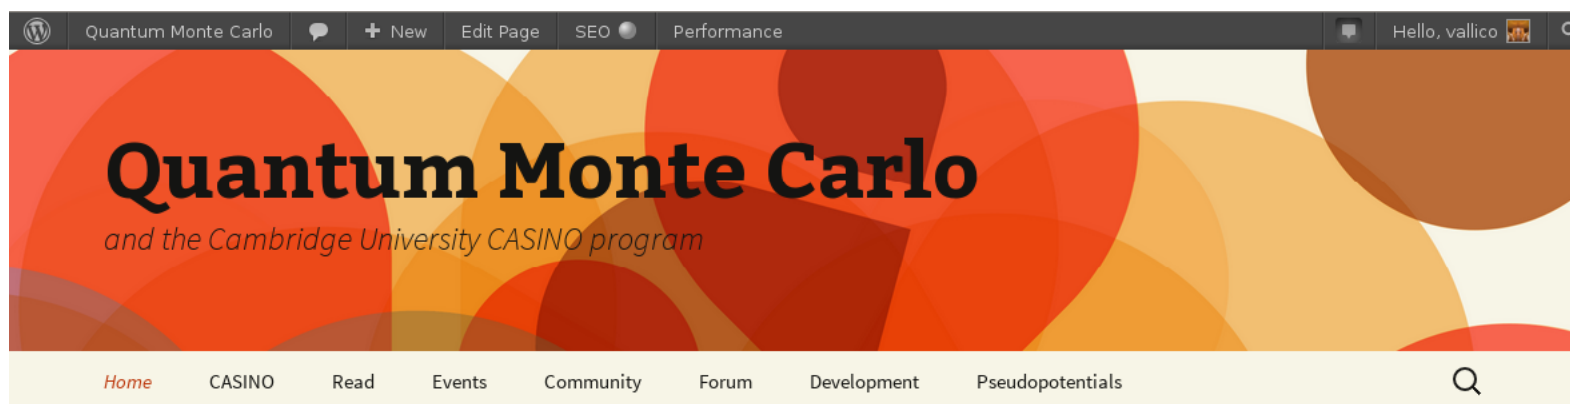 Quantum Monte Carlo + New Edit Page SEO Performance Hello, vallico
Quantum Monte Carlo
and the Cambridge University CASINO program
Home CASINO Read Events Community Forum Development Pseudopotentials